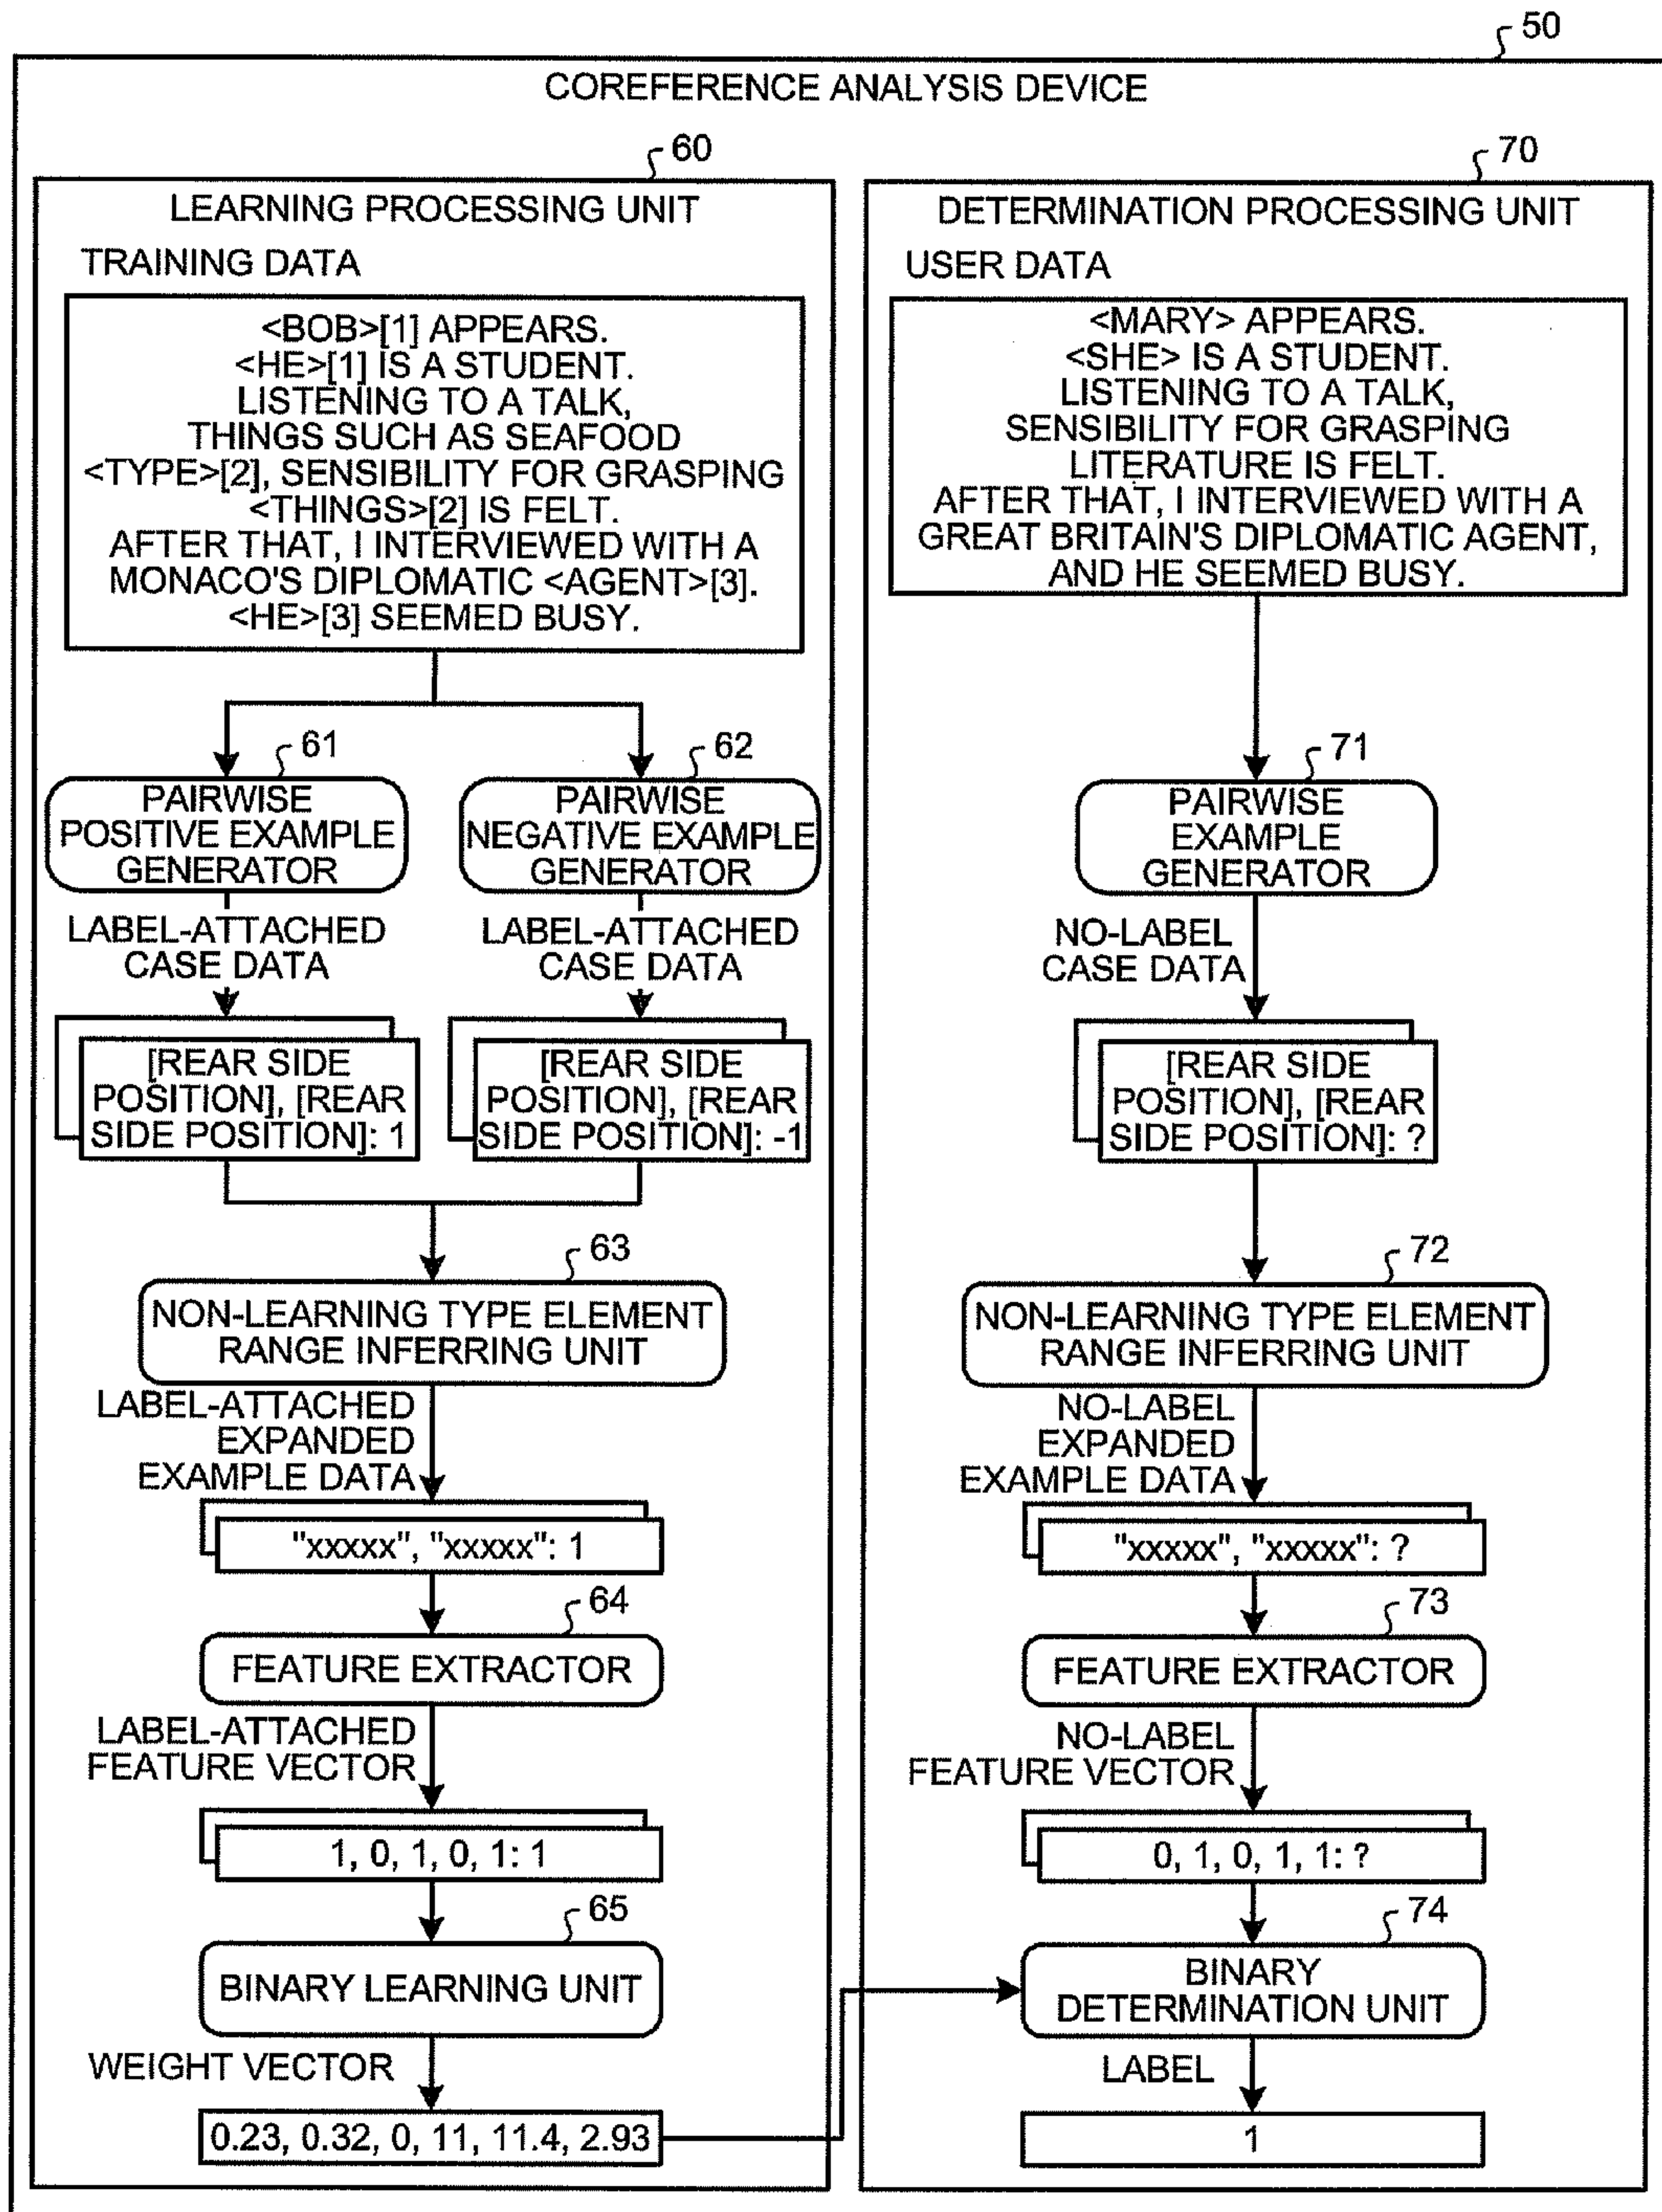 50
COREFERENCE ANALYSIS DEVICE
60
LEARNING PROCESSING UNIT
TRAINING DATA
<BOB>[1] APPEARS.
<HE>[1] IS A STUDENT.
LISTENING TO A TALK,
THINGS SUCH AS SEAFOOD
<TYPE>[2], SENSIBILITY FOR GRASPING
<THINGS>[2] IS FELT.
AFTER THAT, I INTERVIEWED WITH A
MONACO'S DIPLOMATIC <AGENT>[3].
<HE>[3] SEEMED BUSY.
61
PAIRWISE
POSITIVE EXAMPLE
GENERATOR
62
PAIRWISE
NEGATIVE EXAMPLE
GENERATOR
LABEL-ATTACHED
CASE DATA
LABEL-ATTACHED
CASE DATA
[REAR SIDE
POSITION], [REAR
SIDE POSITION]: 1
[REAR SIDE
POSITION], [REAR
SIDE POSITION]: -1
63
NON-LEARNING TYPE ELEMENT
RANGE INFERRING UNIT
LABEL-ATTACHED
EXPANDED
EXAMPLE DATA
"xxxxx", "xxxxx": 1
64
FEATURE EXTRACTOR
LABEL-ATTACHED
FEATURE VECTOR
1, 0, 1, 0, 1: 1
65
BINARY LEARNING UNIT
WEIGHT VECTOR
0.23, 0.32, 0, 11, 11.4, 2.93
70
DETERMINATION PROCESSING UNIT
USER DATA
<MARY> APPEARS.
<SHE> IS A STUDENT.
LISTENING TO A TALK,
SENSIBILITY FOR GRASPING
LITERATURE IS FELT.
AFTER THAT, I INTERVIEWED WITH A
GREAT BRITAIN'S DIPLOMATIC AGENT,
AND HE SEEMED BUSY.
71
PAIRWISE
EXAMPLE
GENERATOR
NO-LABEL
CASE DATA
[REAR SIDE
POSITION], [REAR
SIDE POSITION]: ?
72
NON-LEARNING TYPE ELEMENT
RANGE INFERRING UNIT
NO-LABEL
EXPANDED
EXAMPLE DATA
"xxxxx", "xxxxx": ?
73
FEATURE EXTRACTOR
NO-LABEL
FEATURE VECTOR
0, 1, 0, 1, 1: ?
74
BINARY
DETERMINATION UNIT
LABEL
1